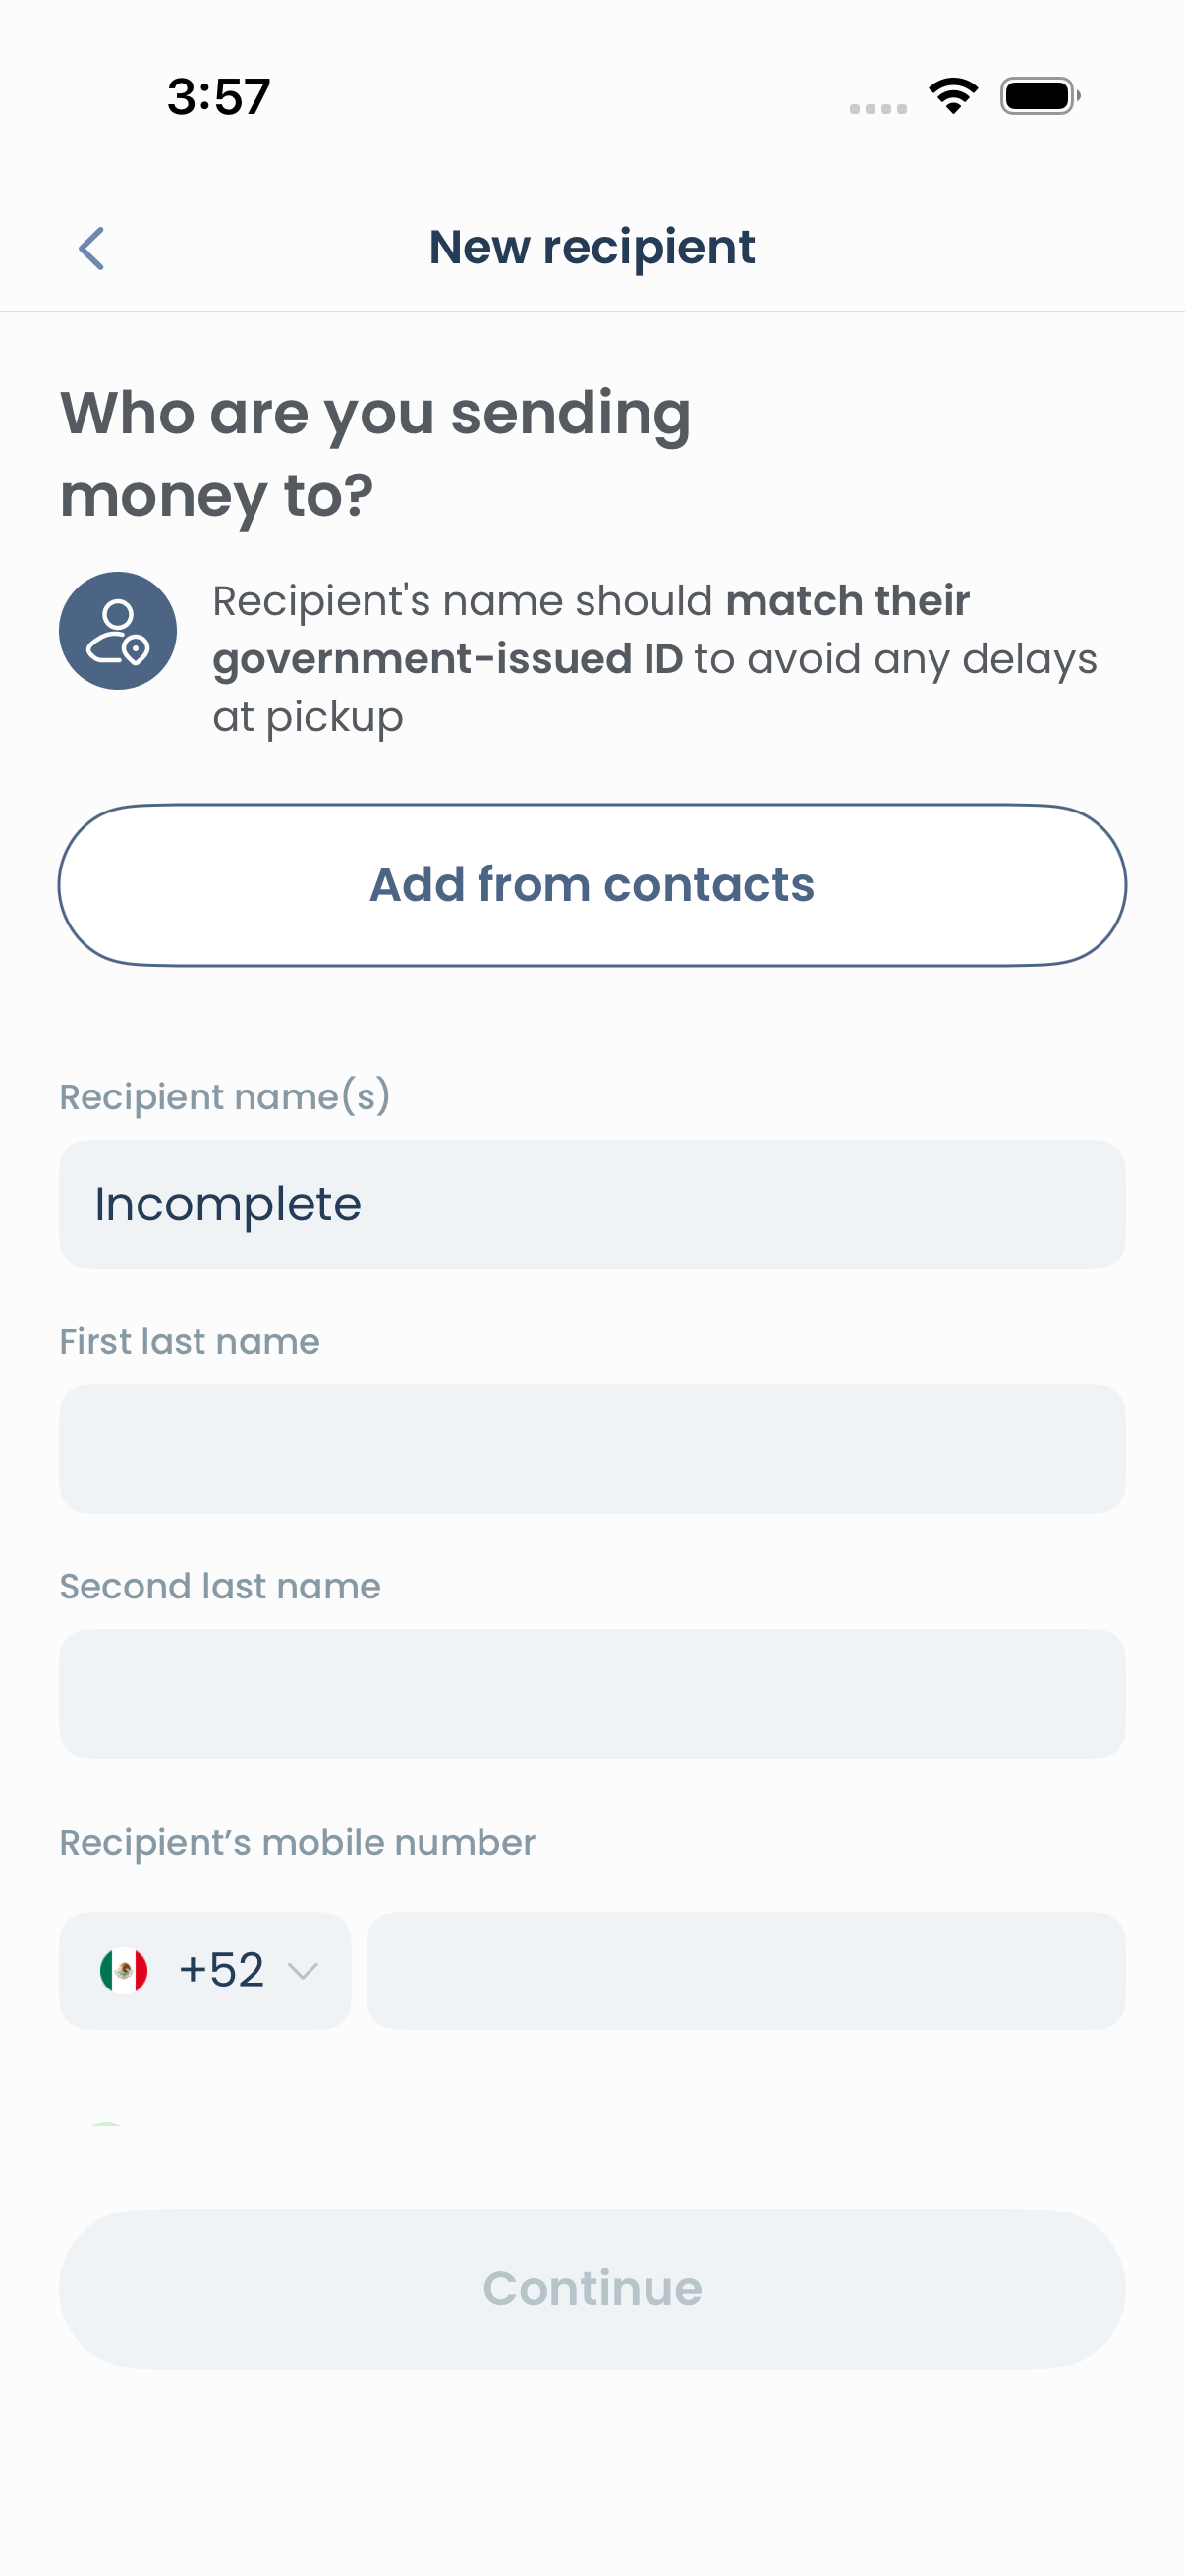 3:57
New recipient
Who are you sending
money to?
Recipient's name should match their
government-issued ID to avoid any delays
at pickup
Add from contacts
Recipient name(s)
Incomplete
First last name
Second last name
Recipient’s mobile number
+52
Continue